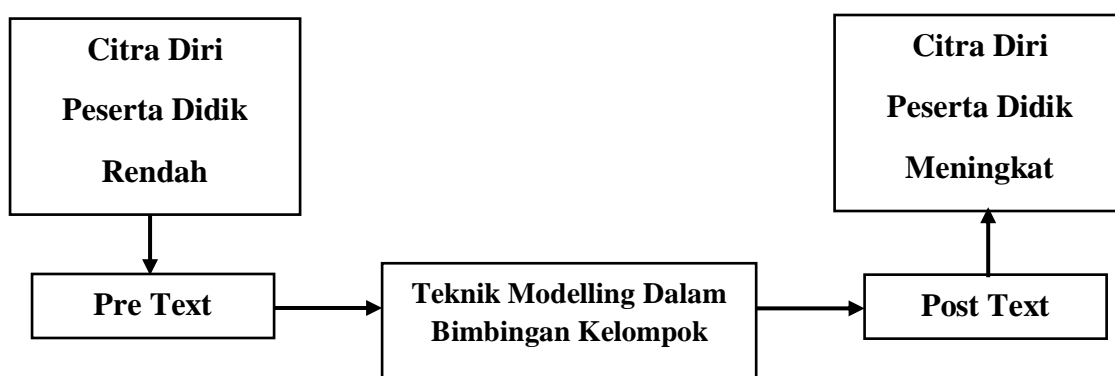 Citra Diri
Peserta Didik
Rendah
Pre Text
Teknik Modelling Dalam
Bimbingan Kelompok
Post Text
Citra Diri
Peserta Didik
Meningkat